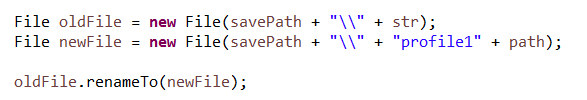 File oldFile = new File(savePath + "\\" + str);
File newFile = new File(savePath + "\\" + "profile1" + path);
oldFile.renameTo(newFile);